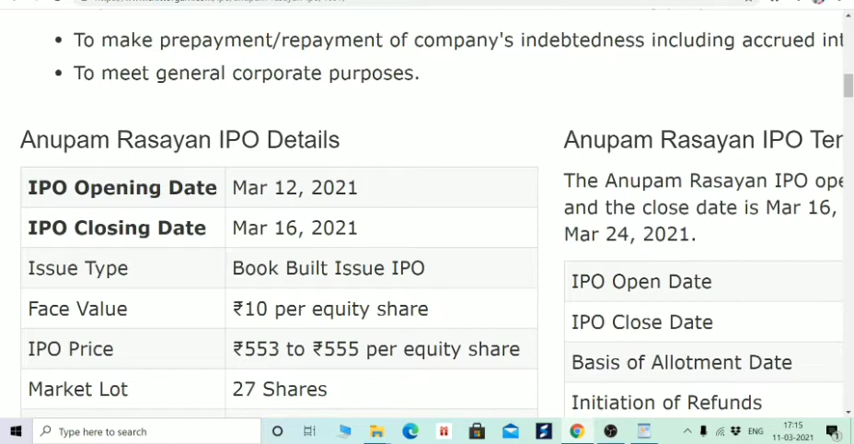 To make prepayment/repayment of company's indebtedness including accrued int
To meet general corporate purposes.
Anupam Rasayan IPO Details
IPO Opening Date Mar 12, 2021
IPO Closing Date Mar 16, 2021
Issue Type Book Built Issue IPO
Face Value ₹10 per equity share
IPO Price ₹553 to ₹555 per equity share
Market Lot 27 Shares
Anupam Rasayan IPO Ter
The Anupam Rasayan IPO ope
and the close date is Mar 16,
Mar 24, 2021.
IPO Open Date
IPO Close Date
Basis of Allotment Date
Initiation of Refunds
Type here to search
ENG
17:15
11-03-2021